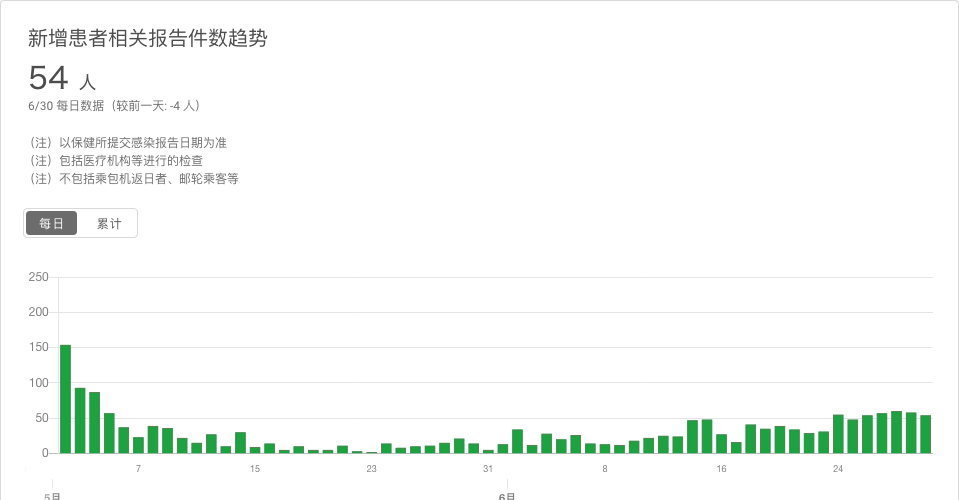 新增患者相关报告件数趋势
54 人
6/30 每日数据（较前一天: -4 人）
（注）以保健所提交感染报告日期为准
（注）包括医疗机构等进行的检查
（注）不包括乘包机返日者、邮轮乘客等
每日 累计
250
200
150
100
50
0
7 15 23 31 8 16 24
5月 6月